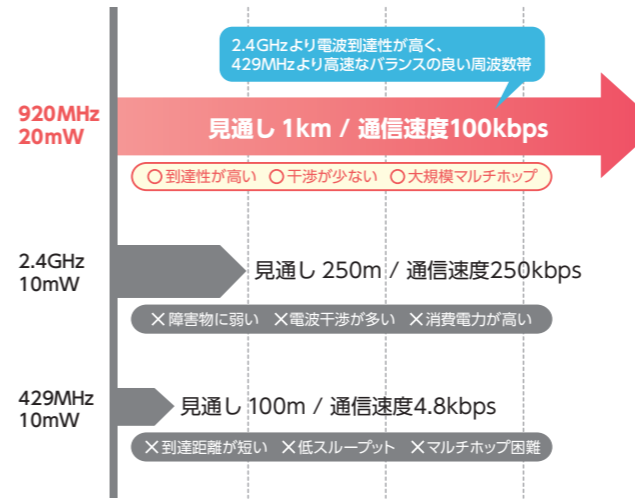 2.4GHzより電波到達性が高く、
429MHzより高速なバランスの良い周波数帯
920MHz
20mW
見通し 1km / 通信速度100kbps
○到達性が高い ○干渉が少ない ○大規模マルチホップ
2.4GHz
10mW
見通し 250m / 通信速度250kbps
×障害物に弱い ×電波干渉が多い ×消費電力が高い
429MHz
10mW
見通し 100m / 通信速度4.8kbps
×到達距離が短い ×低スループット ×マルチホップ困難